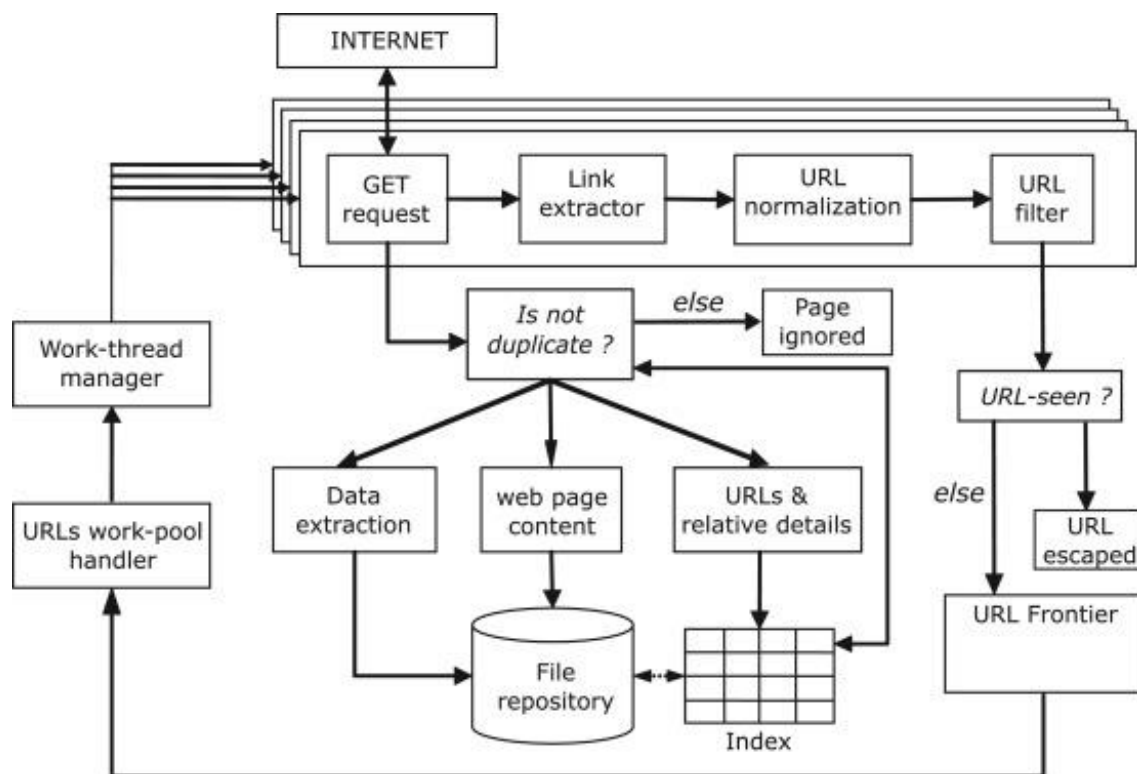 INTERNET
GET
request
Link
extractor
URL
normalization
URL
filter
Is not
duplicate ?
else
Page
ignored
Work-thread
manager
URL-seen ?
Data
extraction
web page
content
URLs &
relative details
else
URL
escaped
URLs work-pool
handler
URL Frontier
File
repository
Index